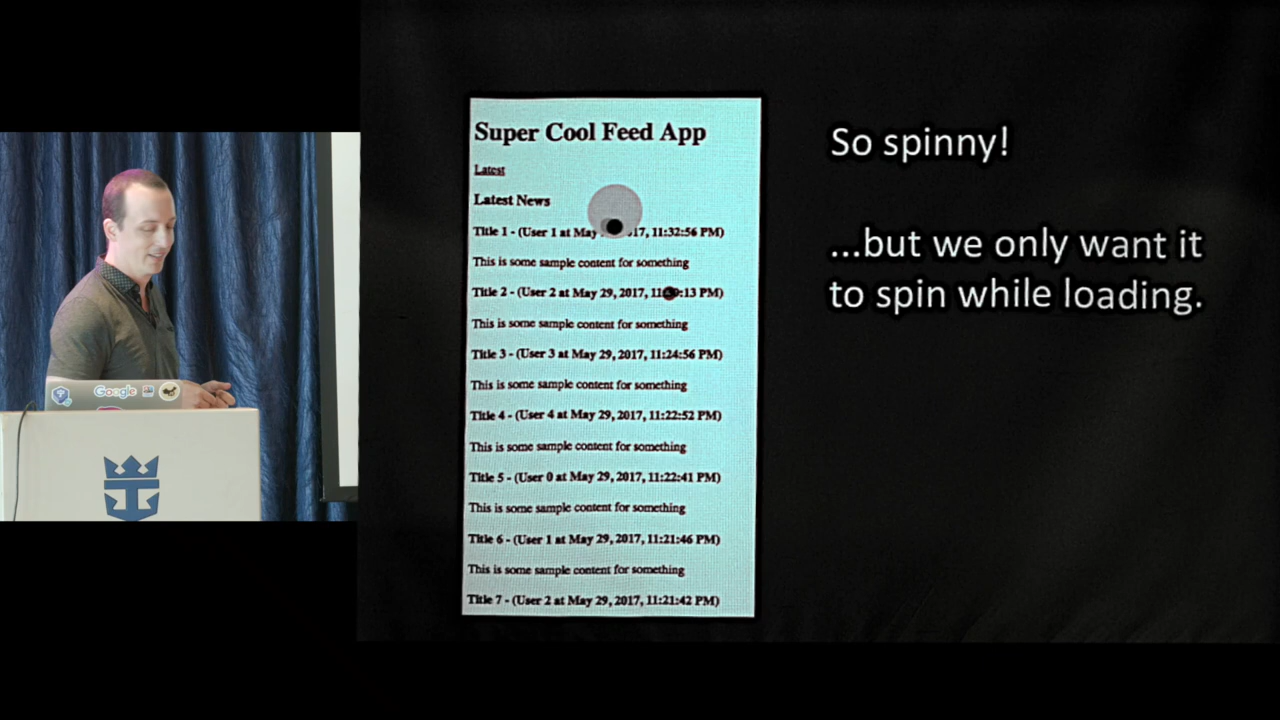 Super Cool Feed App
Latest
Latest News
Title 1 - (User 1 at May 17, 11:32:56 PM)
This is some sample content for something
Title 2 - (User 2 at May 29, 2017, 11 :13 PM)
This is some sample content for something
Title 3 - (User 3 at May 29, 2017, 11:24:56 PM)
This is some sample content for something
Title 4 - (User 4 at May 29, 2017, 11:22:52 PM)
This is some sample content for something
Title 5 - (User 0 at May 29, 2017, 11:22:41 PM)
This is some sample content for something
Title 6 - (User 1 at May 29, 2017, 11:21:46 PM)
This is some sample content for something
Title 7 - (User 2 at May 29, 2017, 11:21:42 PM)
So spinny!
...but we only want it
to spin while loading.
Google